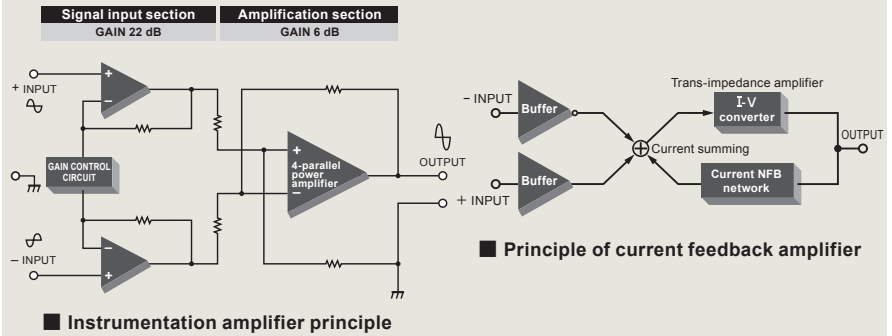 Signal input section
Amplification section
GAIN 22 dB
GAIN 6 dB
+ INPUT
GAIN CONTROL
CIRCUIT
− INPUT
+
−
−
+
+
4-parallel
power
amplifier
−
OUTPUT
■ Instrumentation amplifier principle
Trans-impedance amplifier
− INPUT
Buffer
I-V
converter
Current summing
OUTPUT
+ INPUT
Buffer
Current NFB
network
■ Principle of current feedback amplifier